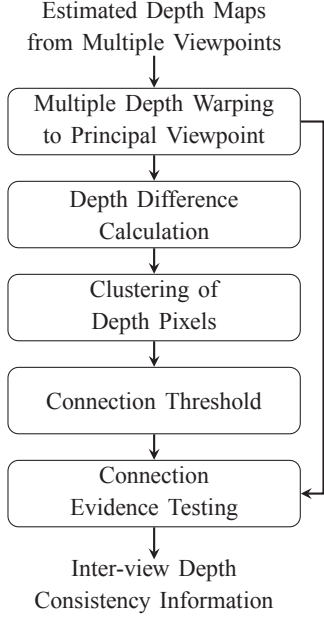 Estimated Depth Maps
from Multiple Viewpoints
Multiple Depth Warping
to Principal Viewpoint
Depth Difference
Calculation
Clustering of
Depth Pixels
Connection Threshold
Connection
Evidence Testing
Inter-view Depth
Consistency Information